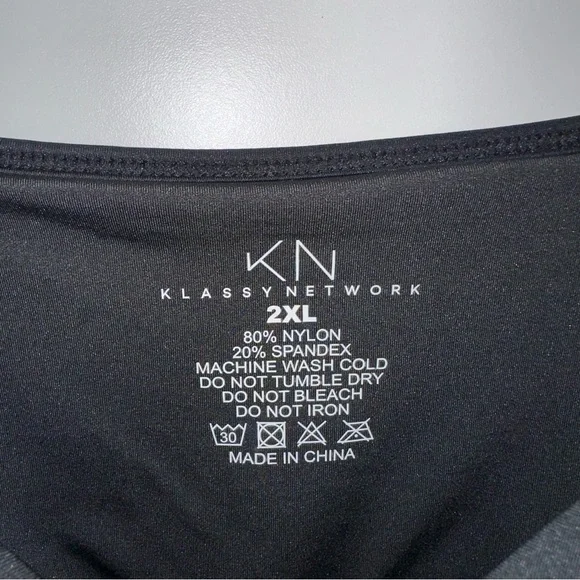 KN
KLASSY NETWORK
2XL
80% NYLON
20% SPANDEX
MACHINE WASH COLD
DO NOT TUMBLE DRY
DO NOT BLEACH
DO NOT IRON
30
MADE IN CHINA